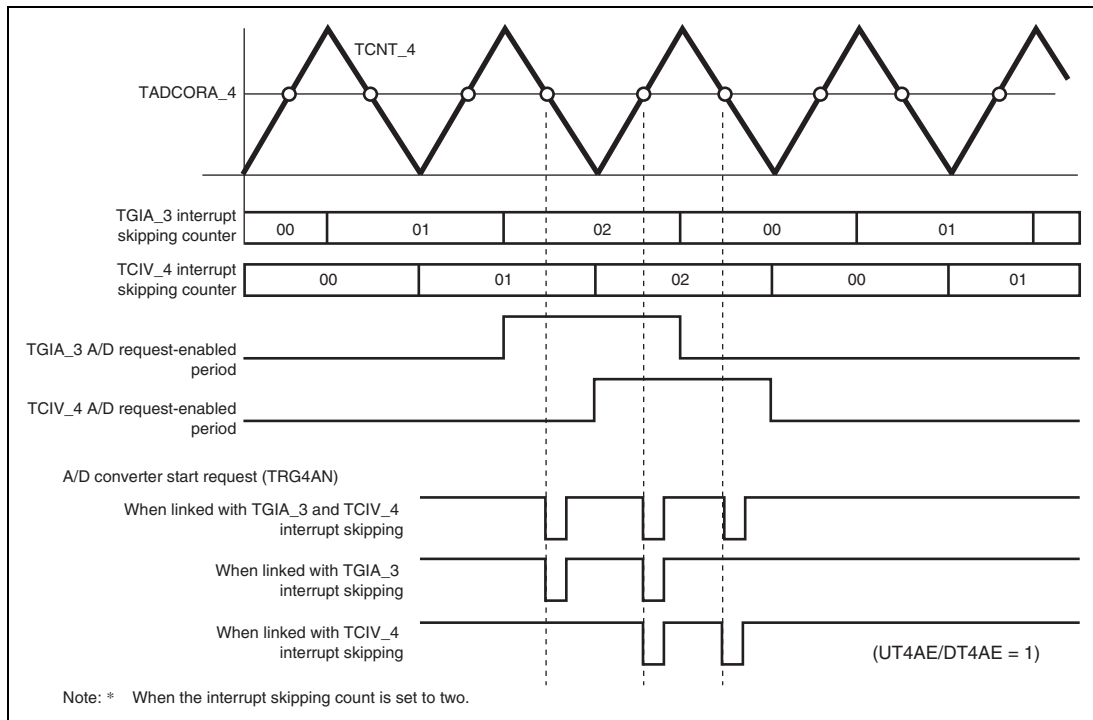 TCNT_4
TADCORA_4
TGIA_3 interrupt
skipping counter
00
01
02
00
01
TCIV_4 interrupt
skipping counter
00
01
02
00
01
TGIA_3 A/D request-enabled
period
TCIV_4 A/D request-enabled
period
A/D converter start request (TRG4AN)
When linked with TGIA_3 and TCIV_4
interrupt skipping
When linked with TGIA_3
interrupt skipping
When linked with TCIV_4
interrupt skipping
(UT4AE/DT4AE = 1)
Note: * When the interrupt skipping count is set to two.